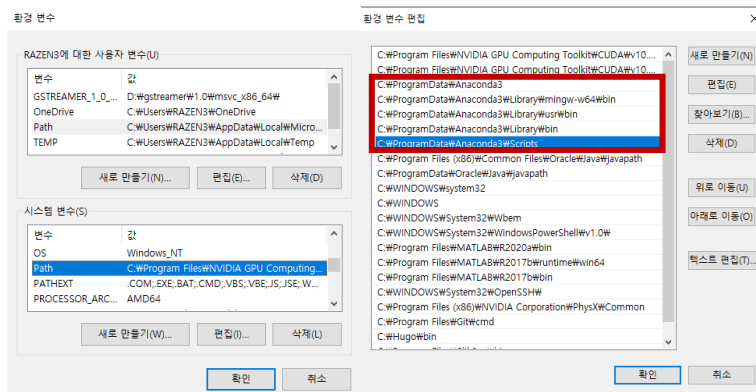 환경 변수
RAZEN3에 대한 사용자 변수(U)
변수 값
GSTREAMER_1_0_... D:₩gstreamer₩1.0₩msvc_x86_64₩
OneDrive C:₩Users₩RAZEN3₩OneDrive
Path C:₩Users₩RAZEN3₩AppData₩Local₩Micro...
TEMP C:₩Users₩RAZEN3₩AppData₩Local₩Temp
새로 만들기(N)... 편집(E)... 삭제(D)
시스템 변수(S)
변수 값
OS Windows_NT
Path C:₩Program Files₩NVIDIA GPU Computing...
PATHEXT .COM;.EXE;.BAT;.CMD;.VBS;.VBE;.JS;.JSE;.W...
PROCESSOR_ARC... AMD64
새로 만들기(W)... 편집(I)... 삭제(L)
확인 취소
환경 변수 편집
C:₩Program Files₩NVIDIA GPU Computing Toolkit₩CUDA₩v10....
C:₩Program Files₩NVIDIA GPU Computing Toolkit₩CUDA₩v10....
C:₩ProgramData₩Anaconda3
C:₩ProgramData₩Anaconda3₩Library₩mingw-w64₩bin
C:₩ProgramData₩Anaconda3₩Library₩usr₩bin
C:₩ProgramData₩Anaconda3₩Library₩bin
C:₩ProgramData₩Anaconda3₩Scripts
C:₩Program Files (x86)₩Common Files₩Oracle₩Java₩javapath
C:₩ProgramData₩Oracle₩Java₩javapath
C:₩WINDOWS₩system32
C:₩WINDOWS
C:₩WINDOWS₩System32₩Wbem
C:₩WINDOWS₩System32₩WindowsPowerShell₩v1.0₩
C:₩Program Files₩MATLAB₩R2020a₩bin
C:₩Program Files₩MATLAB₩R2017b₩runtime₩win64
C:₩Program Files₩MATLAB₩R2017b₩bin
C:₩WINDOWS₩System32₩OpenSSH₩
C:₩Program Files (x86)₩NVIDIA Corporation₩PhysX₩Common
C:₩Program Files₩Git₩cmd
C:₩Hugo₩bin
새로 만들기(N)
편집(E)
찾아보기(B)...
삭제(D)
위로 이동(U)
아래로 이동(O)
텍스트 편집(T)...
확인 취소